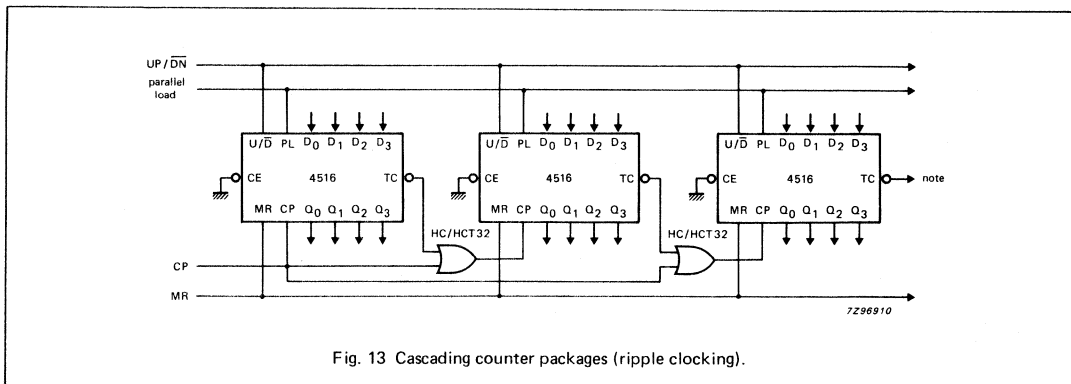 UP/D̅N̅
parallel
load
U/D̅ PL D₀ D₁ D₂ D₃ U/D̅ PL D₀ D₁ D₂ D₃ U/D̅ PL D₀ D₁ D₂ D₃
CE 4516 TC CE 4516 TC CE 4516 TC note
MR CP Q₀ Q₁ Q₂ Q₃ MR CP Q₀ Q₁ Q₂ Q₃ MR CP Q₀ Q₁ Q₂ Q₃
HC/HCT32 HC/HCT32
CP
MR
7Z96910
Fig. 13 Cascading counter packages (ripple clocking).